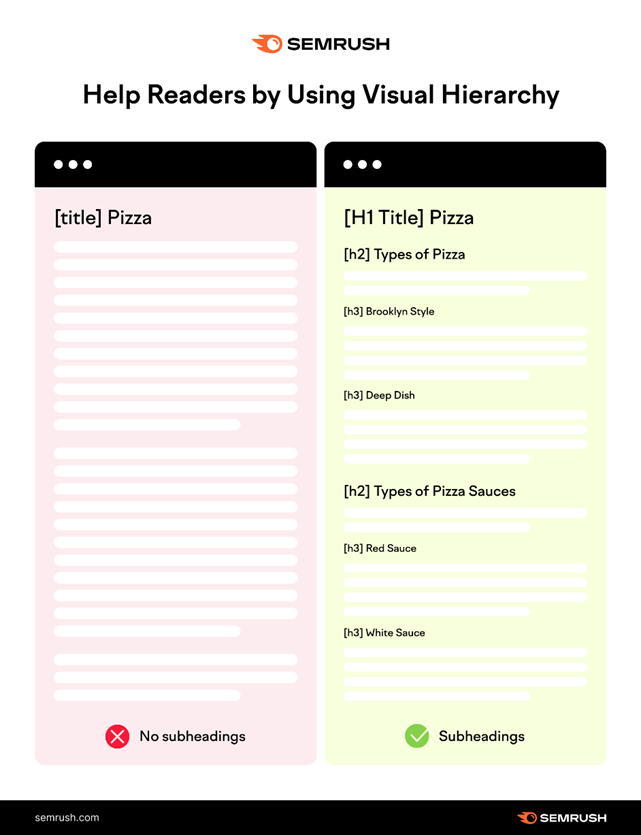 SEMRUSH
Help Readers by Using Visual Hierarchy
[title] Pizza
No subheadings
[H1 Title] Pizza
[h2] Types of Pizza
[h3] Brooklyn Style
[h3] Deep Dish
[h2] Types of Pizza Sauces
[h3] Red Sauce
[h3] White Sauce
Subheadings
semrush.com
SEMRUSH